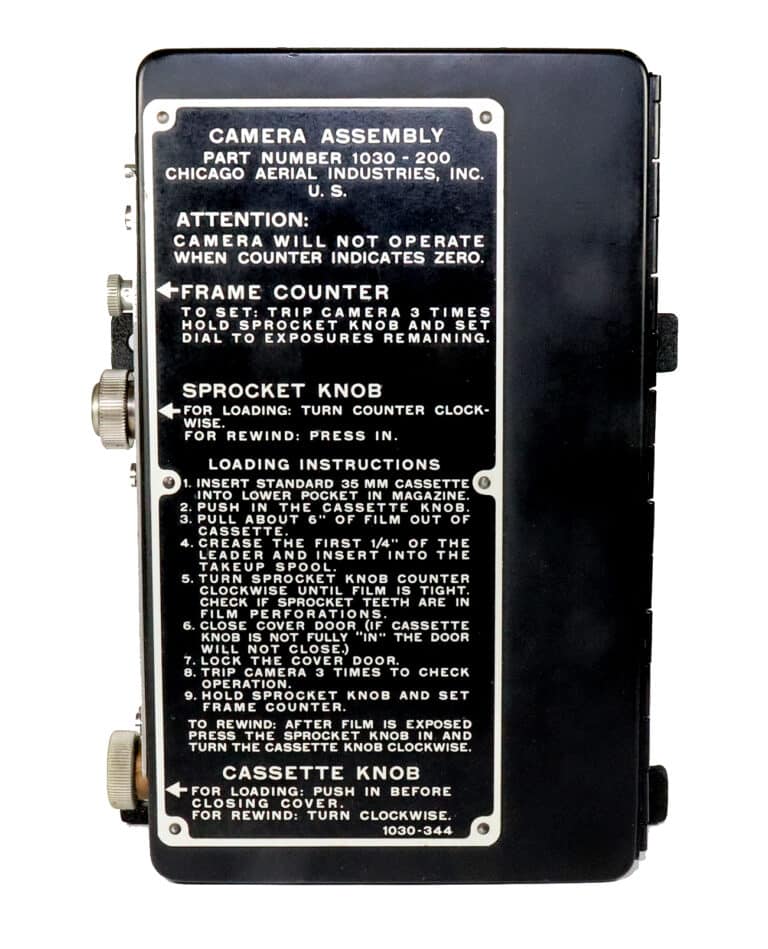 CAMERA ASSEMBLY
PART NUMBER 1030 - 200
CHICAGO AERIAL INDUSTRIES, INC.
U. S.
ATTENTION:
CAMERA WILL NOT OPERATE
WHEN COUNTER INDICATES ZERO.
FRAME COUNTER
TO SET: TRIP CAMERA 3 TIMES
HOLD SPROCKET KNOB AND SET
DIAL TO EXPOSURES REMAINING.
SPROCKET KNOB
FOR LOADING: TURN COUNTER CLOCK-
WISE.
FOR REWIND: PRESS IN.
LOADING INSTRUCTIONS
1. INSERT STANDARD 35 MM CASSETTE
INTO LOWER POCKET IN MAGAZINE.
2. PUSH IN THE CASSETTE KNOB.
3. PULL ABOUT 6" OF FILM OUT OF
CASSETTE.
4. CREASE THE FIRST 1/4" OF THE
LEADER AND INSERT INTO THE
TAKEUP SPOOL.
5. TURN SPROCKET KNOB COUNTER
CLOCKWISE UNTIL FILM IS TIGHT.
CHECK IF SPROCKET TEETH ARE IN
FILM PERFORATIONS.
6. CLOSE COVER DOOR (IF CASSETTE
KNOB IS NOT FULLY "IN" THE DOOR
WILL NOT CLOSE.)
7. LOCK THE COVER DOOR.
8. TRIP CAMERA 3 TIMES TO CHECK
OPERATION.
9. HOLD SPROCKET KNOB AND SET
FRAME COUNTER.
TO REWIND: AFTER FILM IS EXPOSED
PRESS THE SPROCKET KNOB IN AND
TURN THE CASSETTE KNOB CLOCKWISE.
CASSETTE KNOB
FOR LOADING: PUSH IN BEFORE
CLOSING COVER.
FOR REWIND: TURN CLOCKWISE.
1030-344